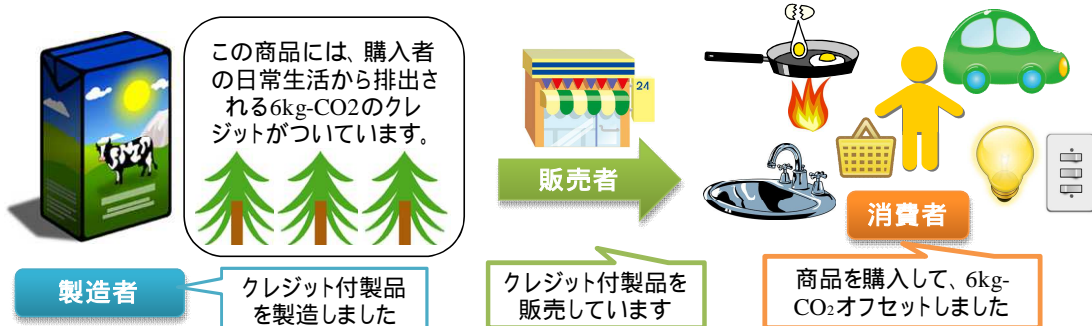 この商品には、購入者
の日常生活から排出さ
れる6kg-CO2のクレ
ジットがついています。
24
販売者
消費者
製造者
クレジット付製品
を製造しました
クレジット付製品を
販売しています
商品を購入して、6kg-
CO₂オフセットしました